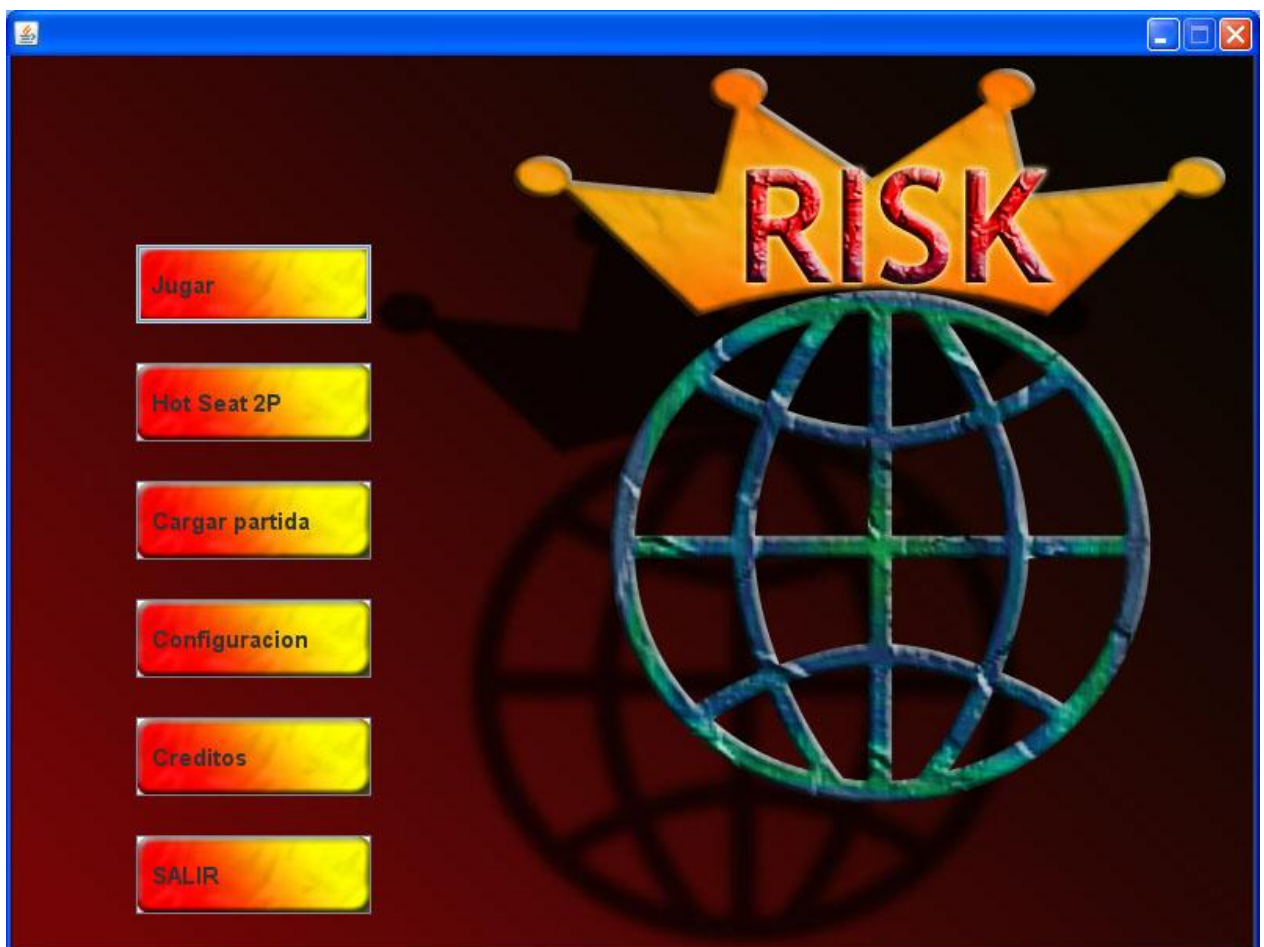 RISK
Jugar
Hot Seat 2P
Cargar partida
Configuracion
Creditos
SALIR